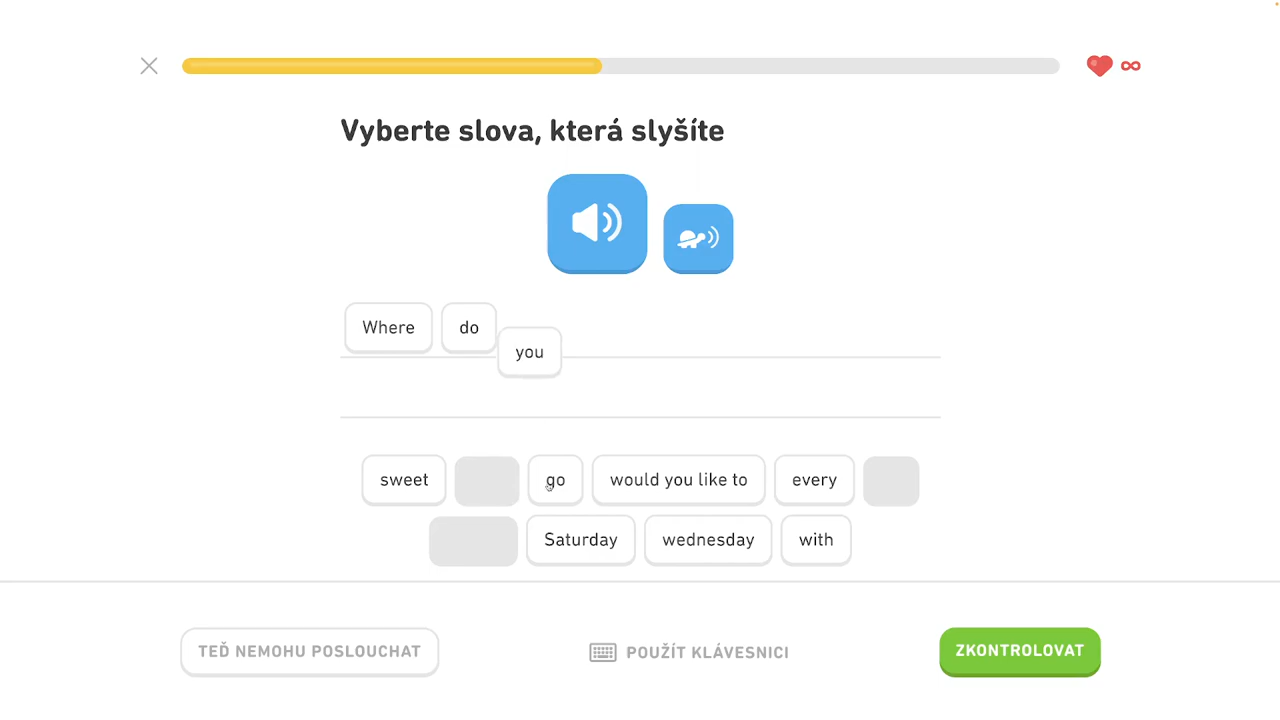 Vyberte slova, která slyšíte
Where do
you
sweet go would you like to every
Saturday wednesday with
TEĎ NEMOHU POSLOUCHAT POUŽÍT KLÁVESNICI ZKONTROLOVAT